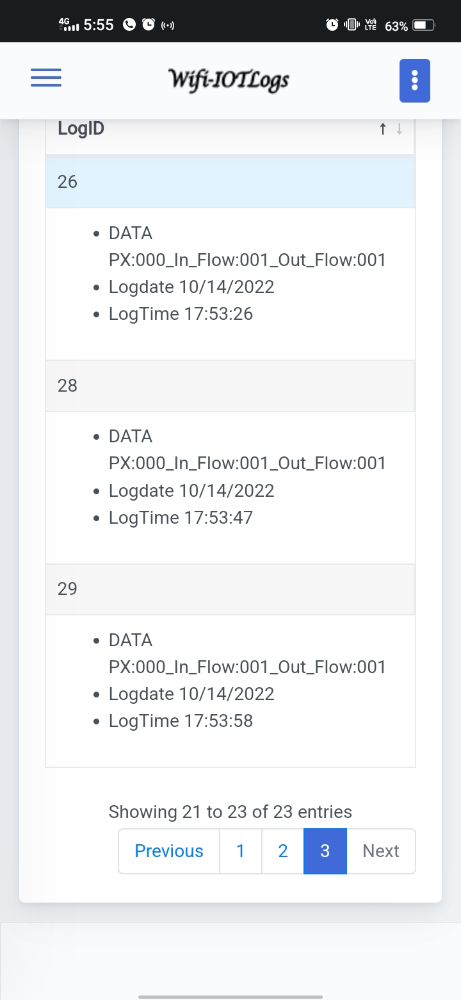 4G 5:55 Vo) LTE 63%
Wifi-IOTLogs
LogID ↑ ↓
26
• DATA
PX:000_In_Flow:001_Out_Flow:001
• Logdate 10/14/2022
• LogTime 17:53:26
28
• DATA
PX:000_In_Flow:001_Out_Flow:001
• Logdate 10/14/2022
• LogTime 17:53:47
29
• DATA
PX:000_In_Flow:001_Out_Flow:001
• Logdate 10/14/2022
• LogTime 17:53:58
Showing 21 to 23 of 23 entries
Previous 1 2 3 Next